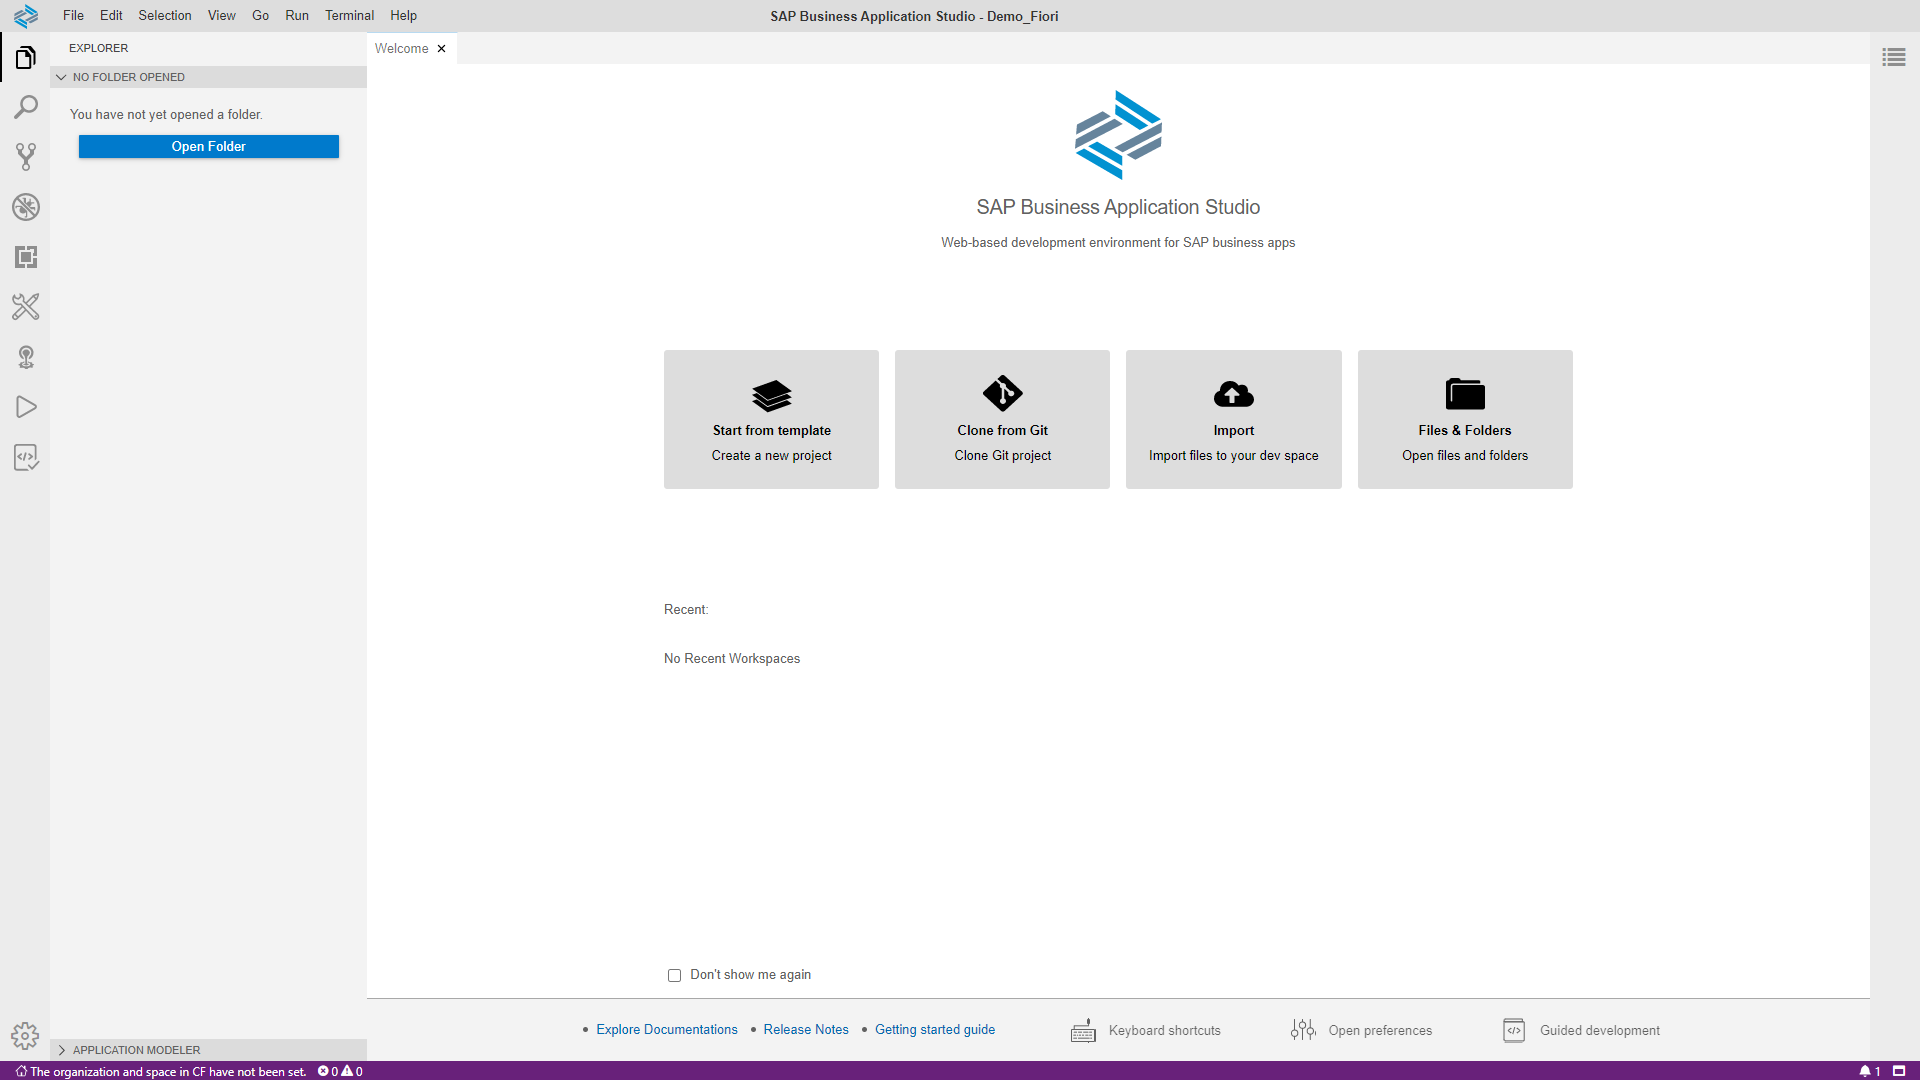 File Edit Selection View Go Run Terminal Help
SAP Business Application Studio - Demo_Fiori
EXPLORER
NO FOLDER OPENED
You have not yet opened a folder.
Open Folder
Welcome
SAP Business Application Studio
Web-based development environment for SAP business apps
Start from template
Create a new project
Clone from Git
Clone Git project
Import
Import files to your dev space
Files & Folders
Open files and folders
Recent:
No Recent Workspaces
Don't show me again
• Explore Documentations • Release Notes • Getting started guide
Keyboard shortcuts
Open preferences
Guided development
APPLICATION MODELER
The organization and space in CF have not been set. 0 0
1